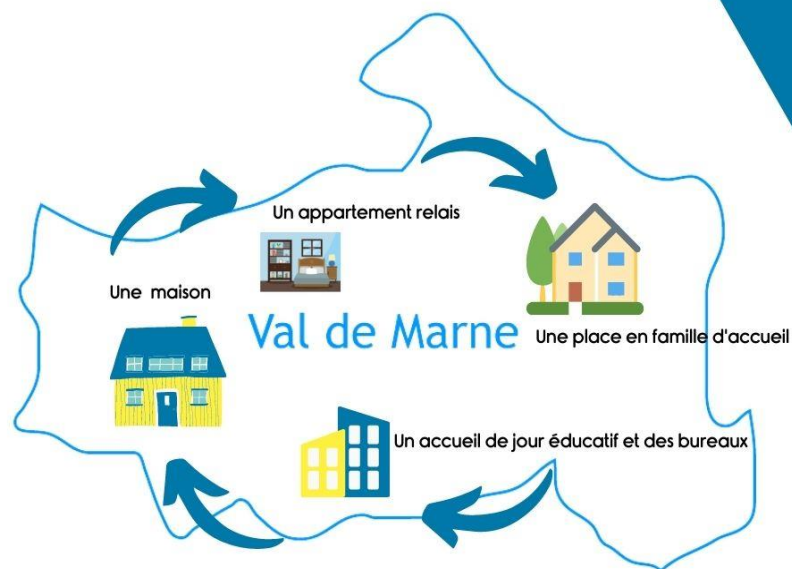 Un appartement relais
Une maison
Val de Marne
Une place en famille d'accueil
Un accueil de jour éducatif et des bureaux